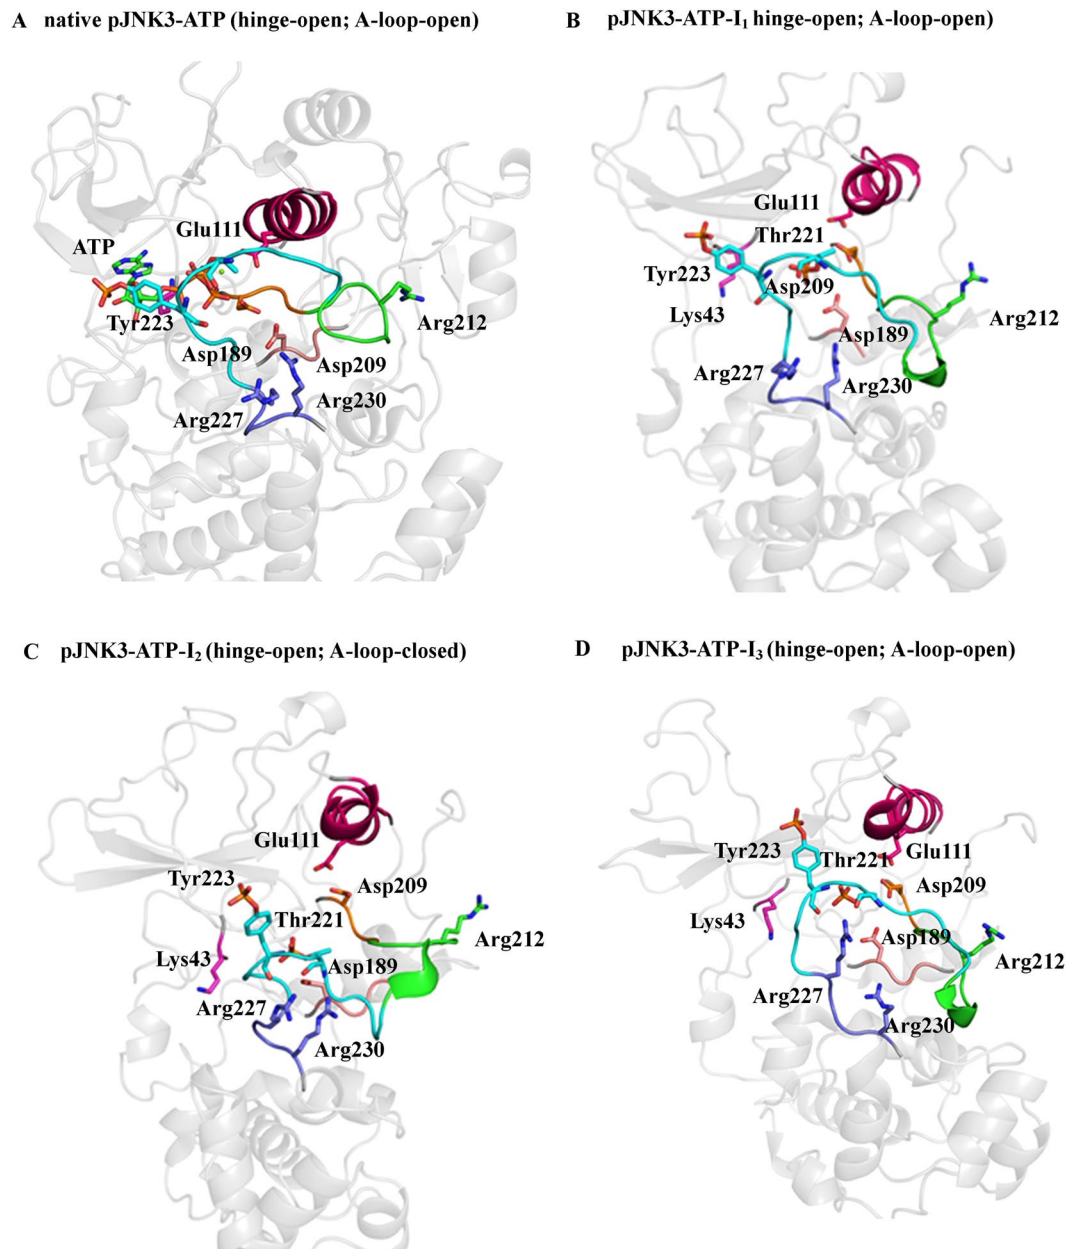 A native pJNK3-ATP (hinge-open; A-loop-open)
Glu111
ATP
Tyr223
Arg212
Asp189
Asp209
Arg230
Arg227
B pJNK3-ATP-I₁ hinge-open; A-loop-open)
Glu111
Thr221
Tyr223
Asp209
Lys43
Arg212
Asp189
Arg227
Arg230
C pJNK3-ATP-I₂ (hinge-open; A-loop-closed)
Glu111
Tyr223
Asp209
Thr221
Arg212
Lys43
Asp189
Arg227
Arg230
D pJNK3-ATP-I₃ (hinge-open; A-loop-open)
Tyr223
Thr221
Glu111
Asp209
Lys43
Asp189
Arg212
Arg227
Arg230